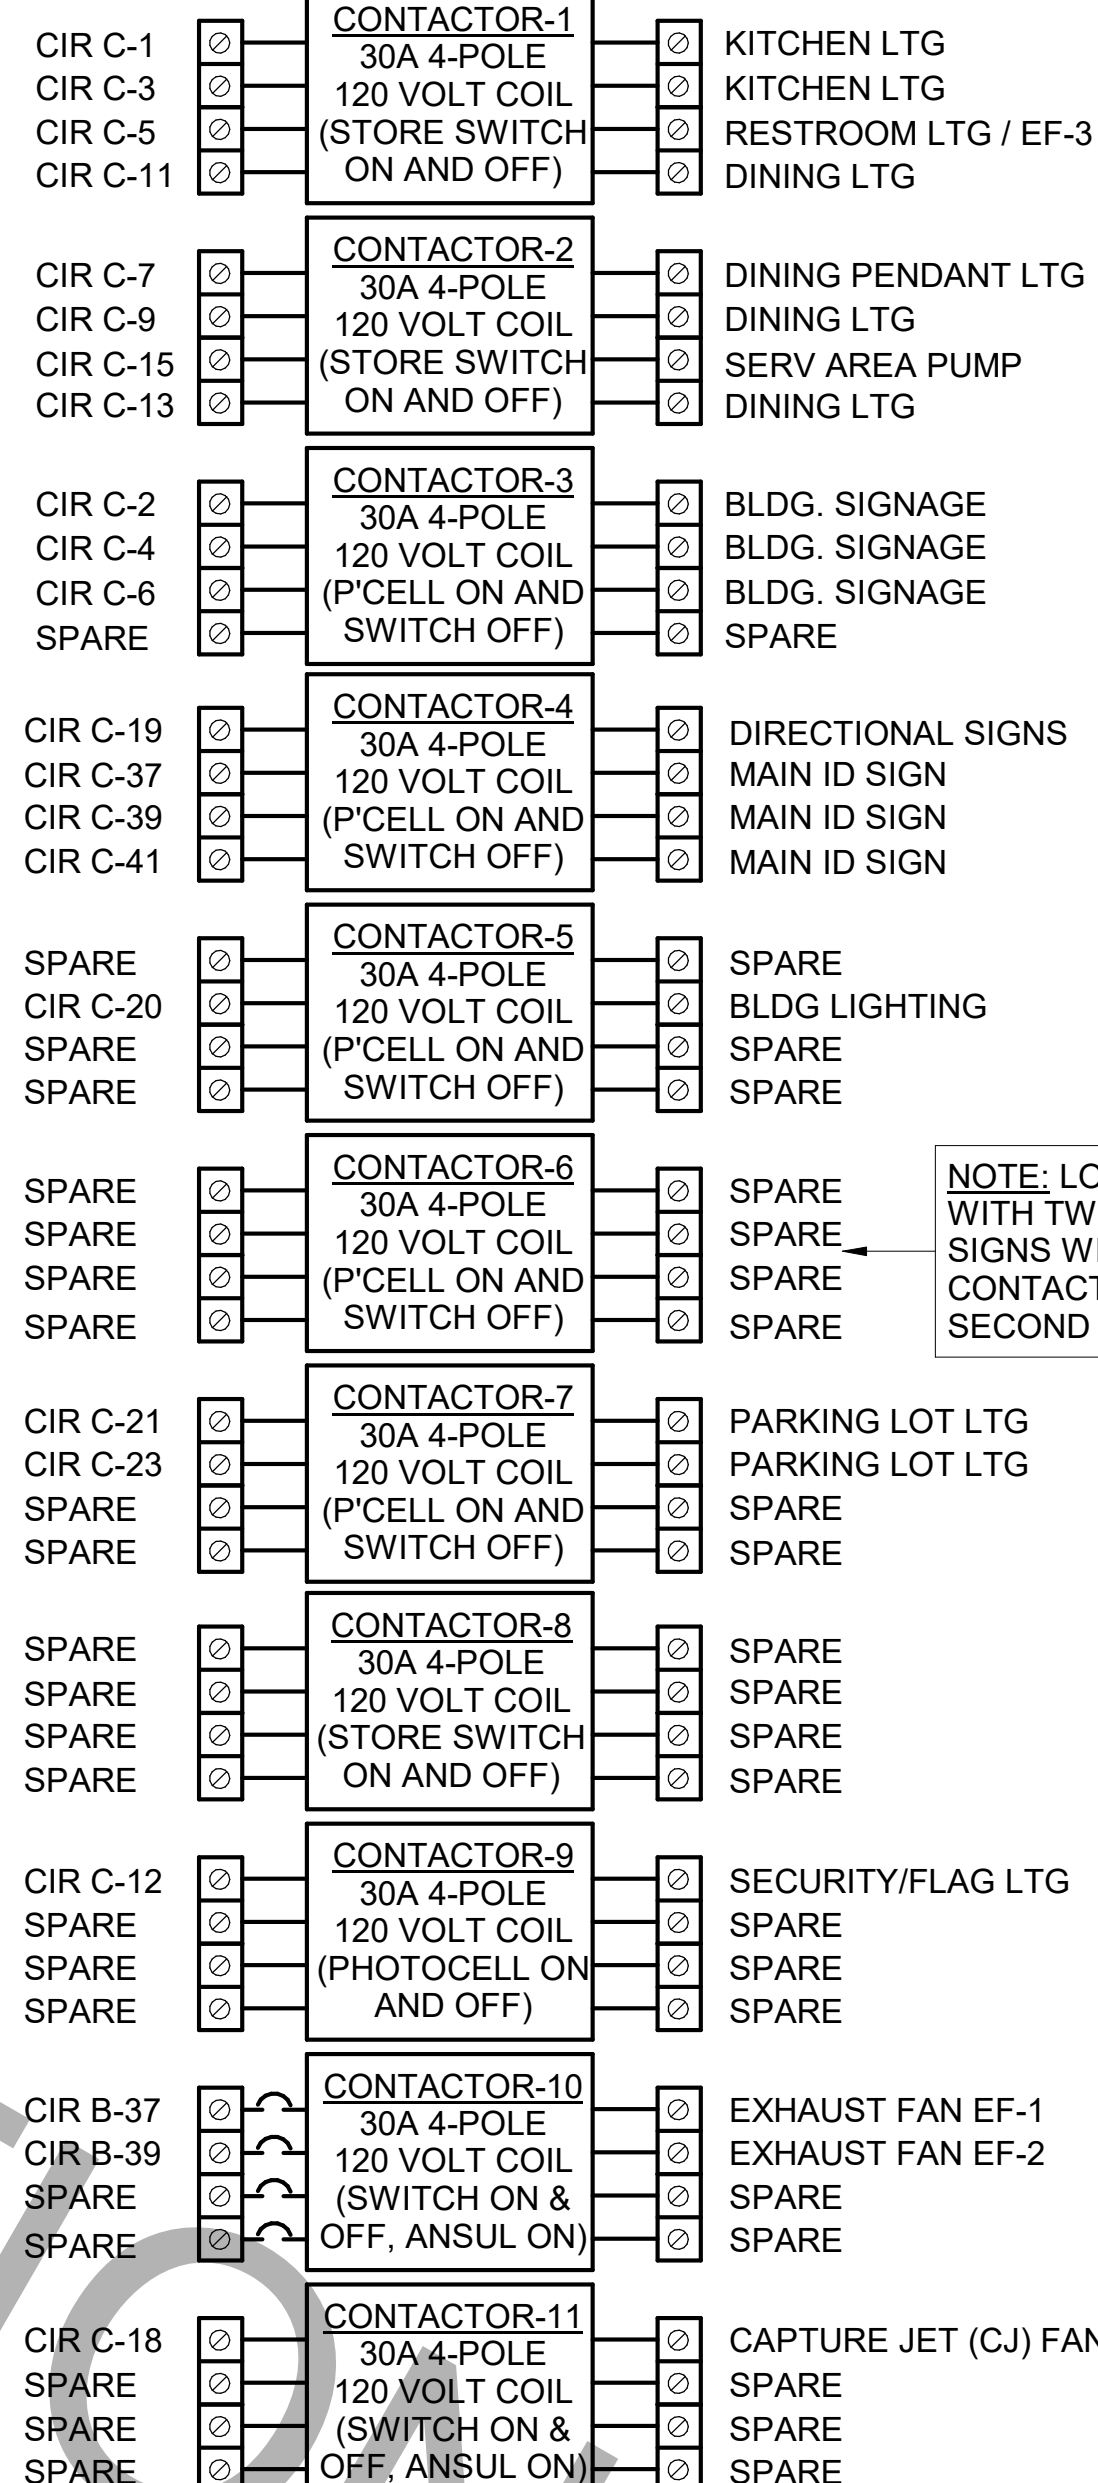 CONTACTOR-1
CIR C-1 30A 4-POLE KITCHEN LTG
CIR C-3 120 VOLT COIL KITCHEN LTG
CIR C-5 (STORE SWITCH RESTROOM LTG / EF-3
CIR C-11 ON AND OFF) DINING LTG
CONTACTOR-2
CIR C-7 30A 4-POLE DINING PENDANT LTG
CIR C-9 120 VOLT COIL DINING LTG
CIR C-15 (STORE SWITCH SERV AREA PUMP
CIR C-13 ON AND OFF) DINING LTG
CONTACTOR-3
CIR C-2 30A 4-POLE BLDG. SIGNAGE
CIR C-4 120 VOLT COIL BLDG. SIGNAGE
CIR C-6 (P'CELL ON AND BLDG. SIGNAGE
SPARE SWITCH OFF) SPARE
CONTACTOR-4
CIR C-19 30A 4-POLE DIRECTIONAL SIGNS
CIR C-37 120 VOLT COIL MAIN ID SIGN
CIR C-39 (P'CELL ON AND MAIN ID SIGN
CIR C-41 SWITCH OFF) MAIN ID SIGN
CONTACTOR-5
SPARE 30A 4-POLE SPARE
CIR C-20 120 VOLT COIL BLDG LIGHTING
SPARE (P'CELL ON AND SPARE
SPARE SWITCH OFF) SPARE
CONTACTOR-6
SPARE 30A 4-POLE SPARE
SPARE 120 VOLT COIL SPARE
SPARE (P'CELL ON AND SPARE
SPARE SWITCH OFF) SPARE
NOTE:
WITH
SIGNS
SECOND
CONTACTOR-7
CIR C-21 30A 4-POLE PARKING LOT LTG
CIR C-23 120 VOLT COIL PARKING LOT LTG
SPARE (P'CELL ON AND SPARE
SPARE SWITCH OFF) SPARE
CONTACTOR-8
SPARE 30A 4-POLE SPARE
SPARE 120 VOLT COIL SPARE
SPARE (STORE SWITCH SPARE
SPARE ON AND OFF) SPARE
CONTACTOR-9
CIR C-12 30A 4-POLE SECURITY/FLAG LTG
SPARE 120 VOLT COIL SPARE
SPARE (PHOTOCELL ON SPARE
SPARE AND OFF) SPARE
CONTACTOR-10
CIR B-37 30A 4-POLE EXHAUST FAN EF-1
CIR B-39 120 VOLT COIL EXHAUST FAN EF-2
SPARE (SWITCH ON & SPARE
SPARE OFF, ANSUL ON) SPARE
CONTACTOR-11
CIR C-18 30A 4-POLE CAPTURE JET (CJ) FAN
SPARE 120 VOLT COIL SPARE
SPARE (SWITCH ON & SPARE
SPARE OFF, ANSUL ON) SPARE